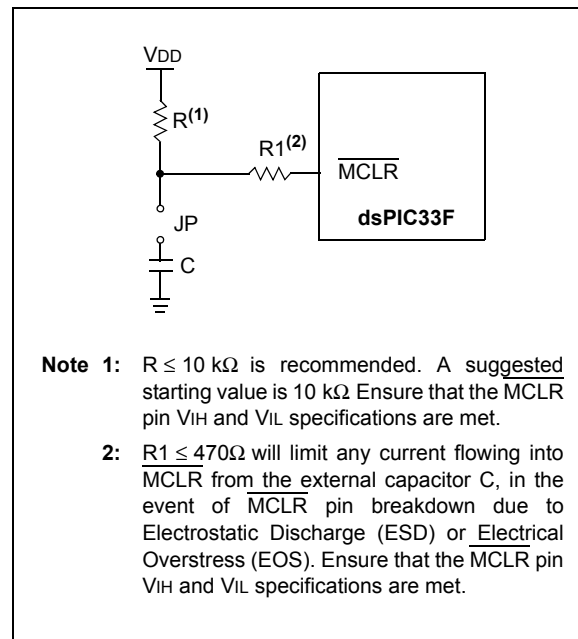 VDD
R(1)
R1(2)
MCLR
dsPIC33F
JP
C
Note 1: R ≤ 10 kΩ is recommended. A suggested
starting value is 10 kΩ Ensure that the MCLR
pin VIH and VIL specifications are met.
2: R1 ≤ 470Ω will limit any current flowing into
MCLR from the external capacitor C, in the
event of MCLR pin breakdown due to
Electrostatic Discharge (ESD) or Electrical
Overstress (EOS). Ensure that the MCLR pin
VIH and VIL specifications are met.